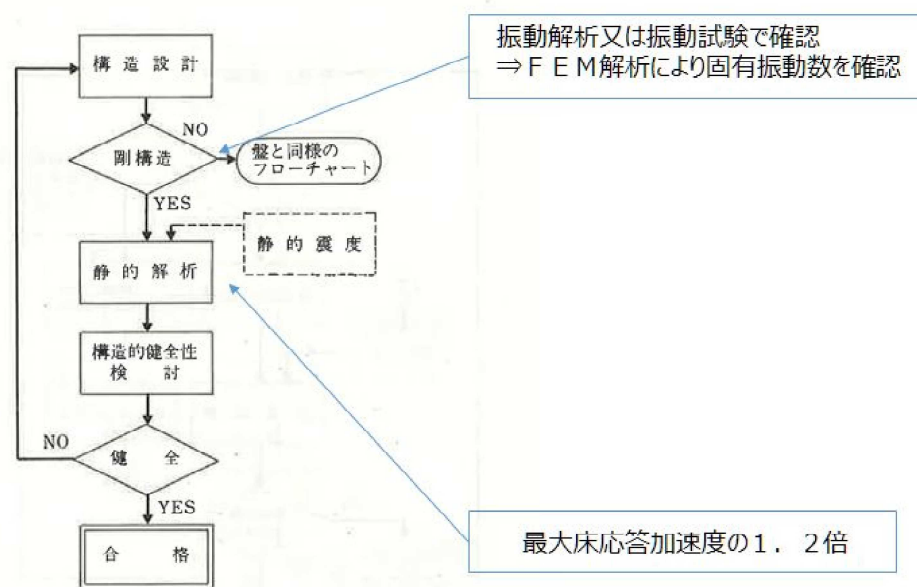 振動解析又は振動試験で確認
⇒ＦＥＭ解析により固有振動数を確認
構造設計
NO
剛構造
盤と同様の
フローチャート
YES
静的震度
静的解析
構造的健全性
検討
NO
健全
YES
最大床応答加速度の１．２倍
合格